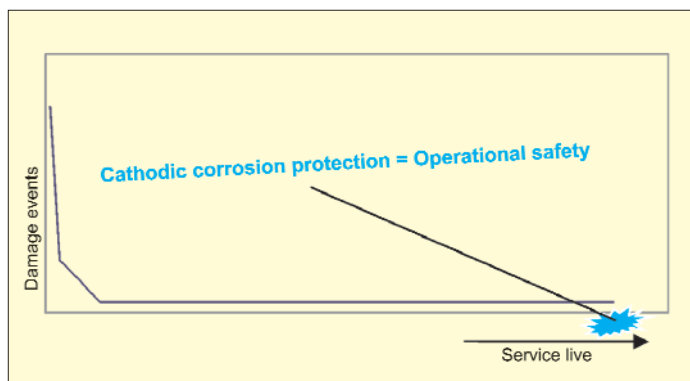 Cathodic corrosion protection = Operational safety
Damage events
Service live